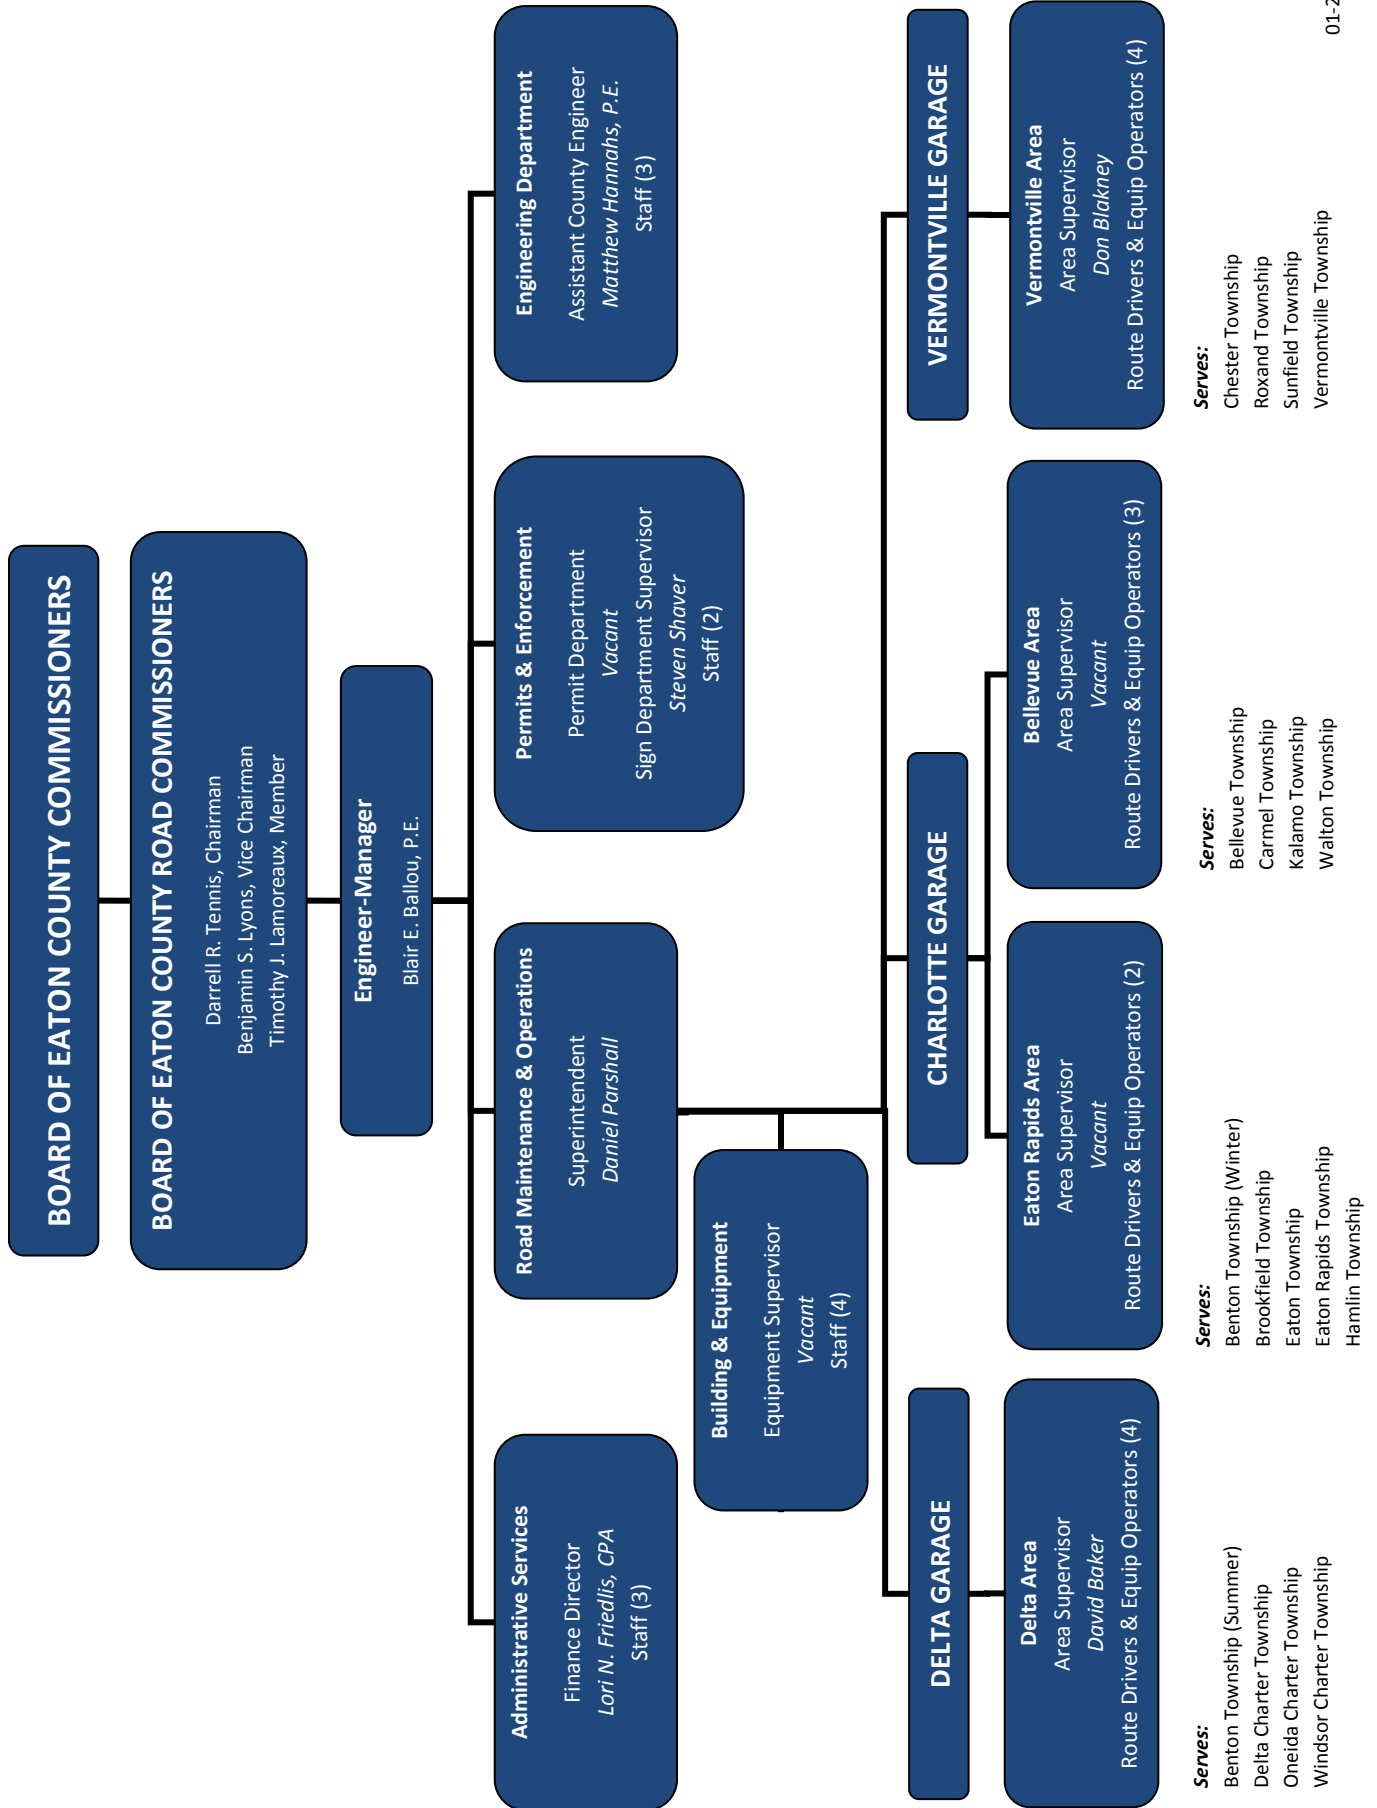 BOARD OF EATON COUNTY COMMISSIONERS
BOARD OF EATON COUNTY ROAD COMMISSIONERS
Darrell R. Tennis, Chairman
Benjamin S. Lyons, Vice Chairman
Timothy J. Lamoreaux, Member
Engineer-Manager
Blair E. Ballou, P.E.
Administrative Services
Finance Director
Lori N. Friedlis, CPA
Staff (3)
Road Maintenance & Operations
Superintendent
Daniel Parshall
Permits & Enforcement
Permit Department
Vacant
Sign Department Supervisor
Steven Shaver
Staff (2)
Engineering Department
Assistant County Engineer
Matthew Hannahs, P.E.
Staff (3)
Building & Equipment
Equipment Supervisor
Vacant
Staff (4)
DELTA GARAGE
Delta Area
Area Supervisor
David Baker
Route Drivers & Equip Operators (4)
Serves:
Benton Township (Summer)
Delta Charter Township
Oneida Charter Township
Windsor Charter Township
CHARLOTTE GARAGE
Eaton Rapids Area
Area Supervisor
Vacant
Route Drivers & Equip Operators (2)
Serves:
Benton Township (Winter)
Brookfield Township
Eaton Township
Eaton Rapids Township
Hamlin Township
Bellevue Area
Area Supervisor
Vacant
Route Drivers & Equip Operators (3)
Serves:
Bellevue Township
Carmel Township
Kalamo Township
Walton Township
VERMONTVILLE GARAGE
Vermontville Area
Area Supervisor
Don Blakney
Route Drivers & Equip Operators (4)
Serves:
Chester Township
Roxand Township
Sunfield Township
Vermontville Township
01-2